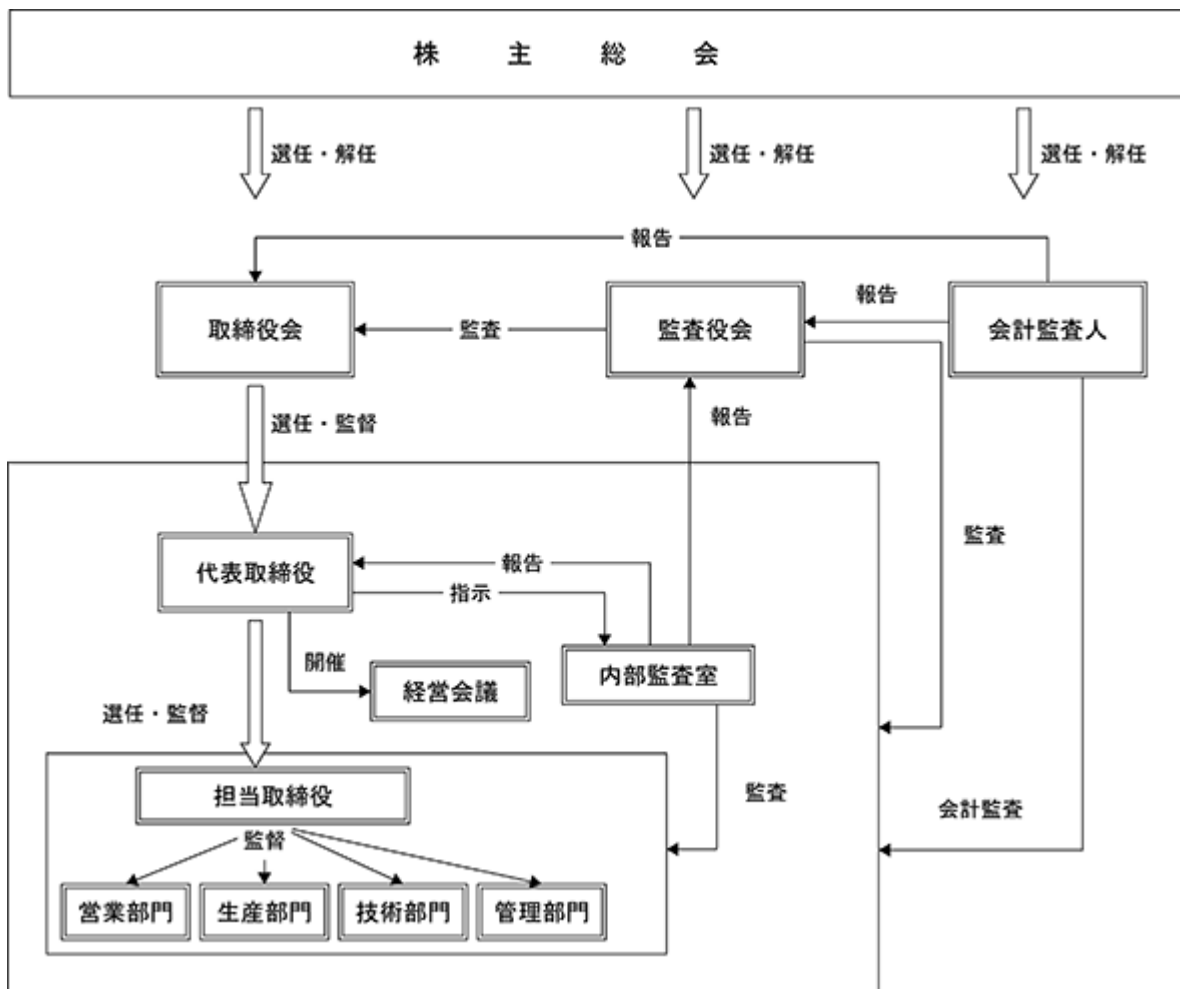 株主総会
選任・解任
選任・解任
選任・解任
報告
取締役会
監査
監査役会
報告
会計監査人
選任・監督
報告
監査
代表取締役
報告
指示
開催
経営会議
内部監査室
選任・監督
担当取締役
監査
会計監査
監督
営業部門
生産部門
技術部門
管理部門